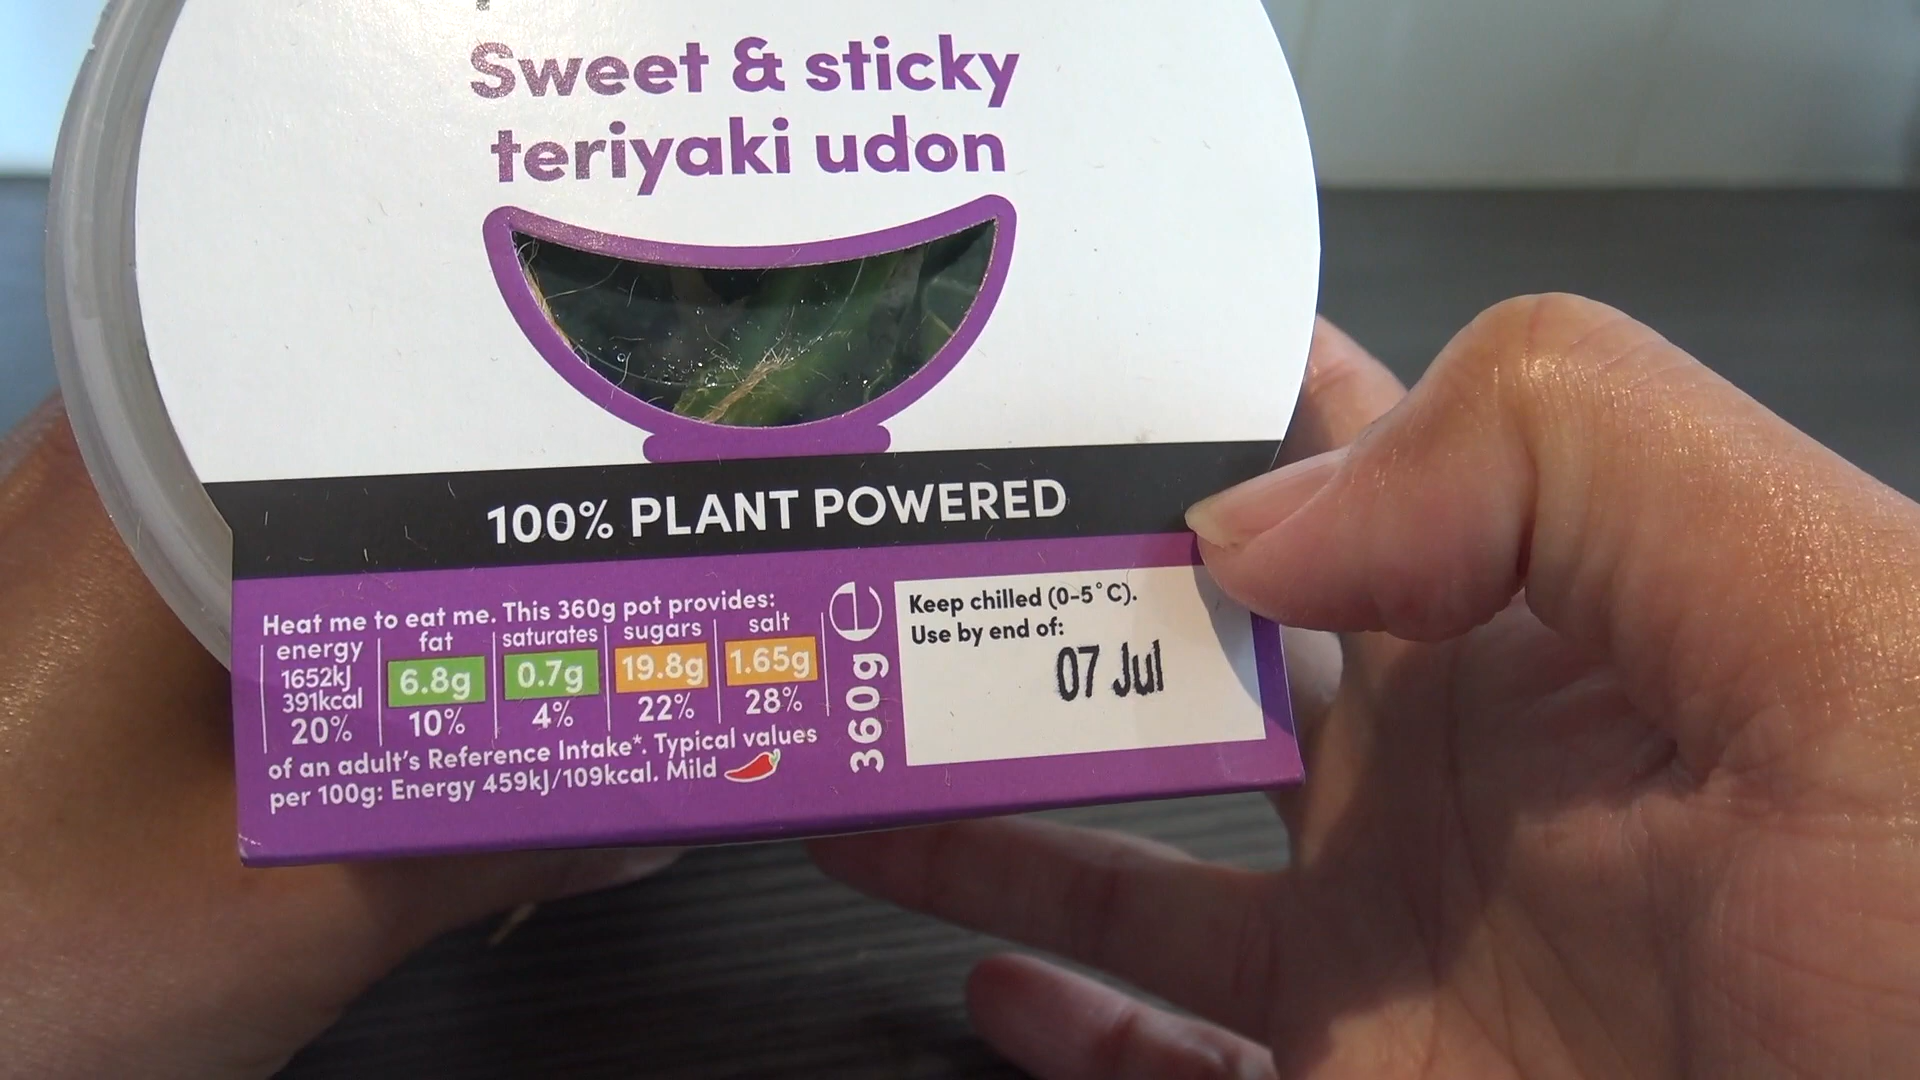 Sweet & sticky
teriyaki udon
100% PLANT POWERED
Heat me to eat me. This 360g pot provides:
energy
1652kJ
391kcal
20%
fat
6.8g
10%
saturates
0.7g
4%
sugars
19.8g
22%
salt
1.65g
28%
of an adult's Reference Intake*. Typical values
per 100g: Energy 459kJ/109kcal. Mild
360g e
Keep chilled (0-5°C).
Use by end of:
07 Jul